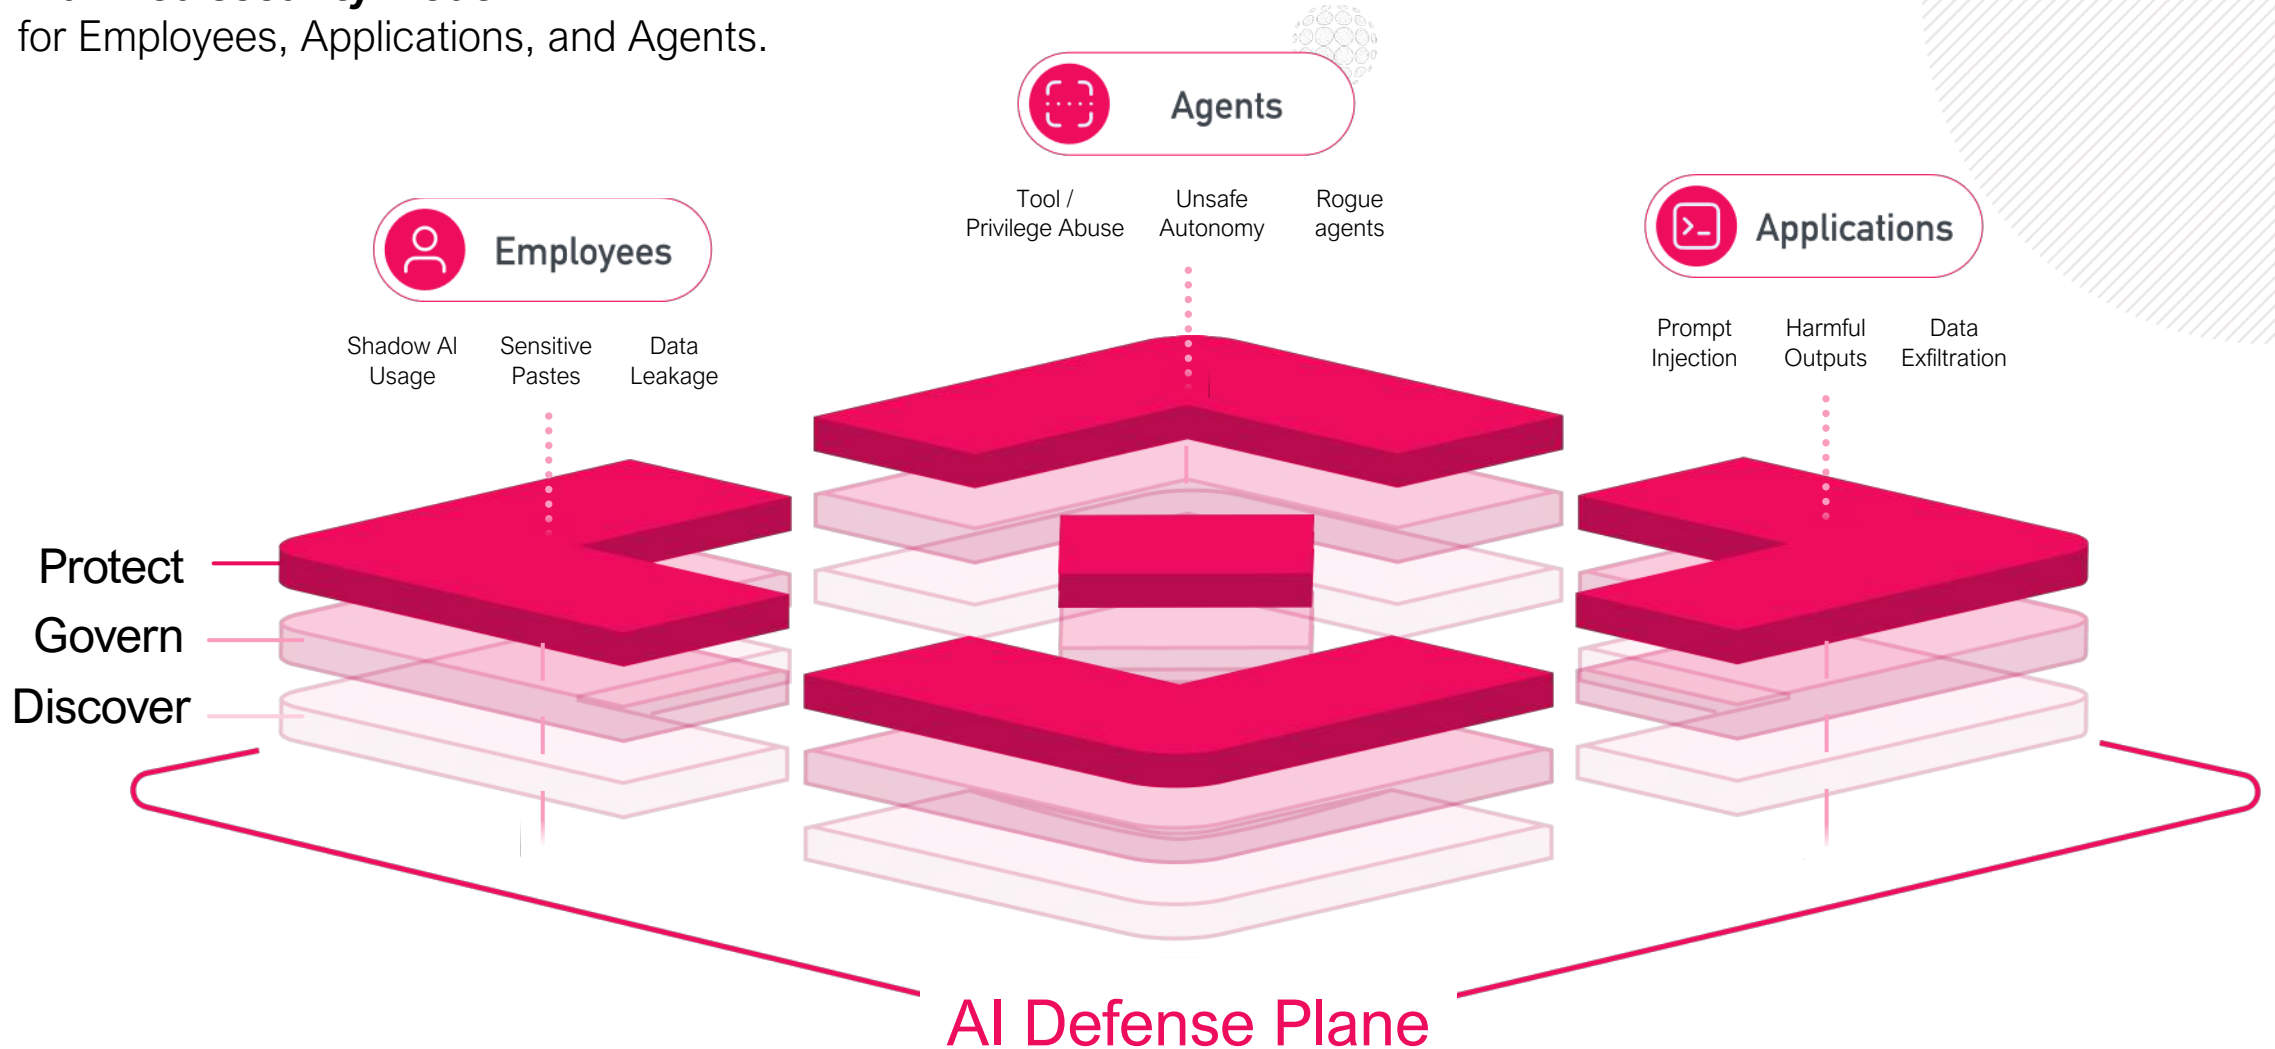 for Employees, Applications, and Agents.
Agents
Tool /
Privilege Abuse
Unsafe
Autonomy
Rogue
agents
Employees
Shadow AI
Usage
Sensitive
Pastes
Data
Leakage
Applications
Prompt
Injection
Harmful
Outputs
Data
Exfiltration
Protect
Govern
Discover
AI Defense Plane